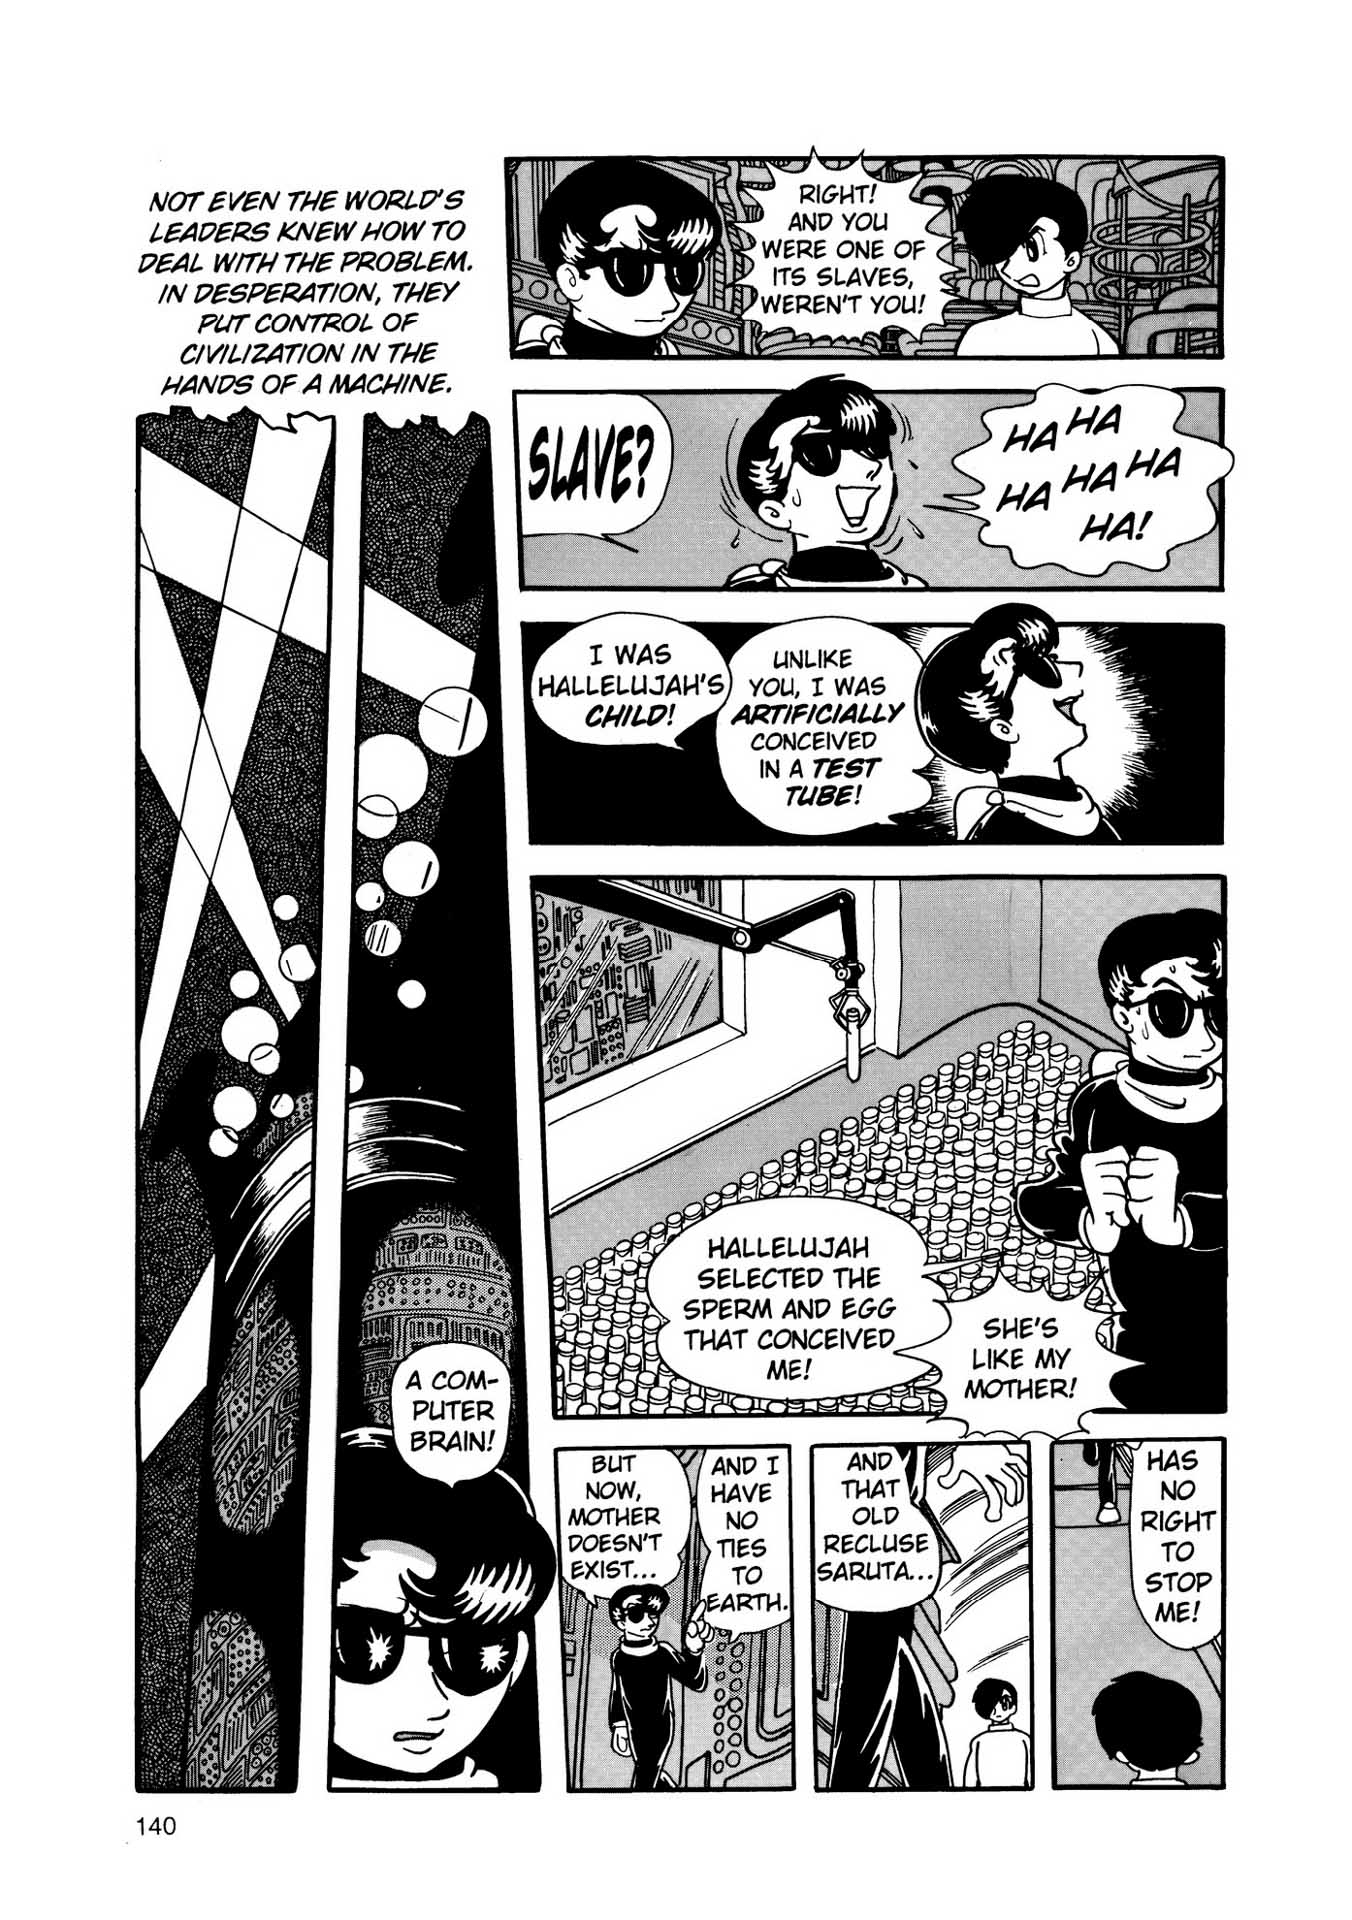 NOT EVEN THE WORLD'S
LEADERS KNEW HOW TO
DEAL WITH THE PROBLEM.
IN DESPERATION, THEY
PUT CONTROL OF
CIVILIZATION IN THE
HANDS OF A MACHINE.
A COM-
PUTER
BRAIN!
RIGHT!
AND YOU
WERE ONE OF
ITS SLAVES,
WEREN'T YOU!
SLAVE?
HA HA
HA HA HA
HA!
I WAS
HALLELUJAH'S
CHILD!
UNLIKE
YOU, I WAS
ARTIFICIALLY
CONCEIVED
IN A TEST
TUBE!
HALLELUJAH
SELECTED THE
SPERM AND EGG
THAT CONCEIVED
ME!
SHE'S
LIKE MY
MOTHER!
BUT
NOW,
MOTHER
DOESN'T
EXIST...
AND I
HAVE
NO
TIES
TO
EARTH.
AND
THAT
OLD
RECLUSE
SARUTA...
HAS
NO
RIGHT
TO
STOP
ME!
140